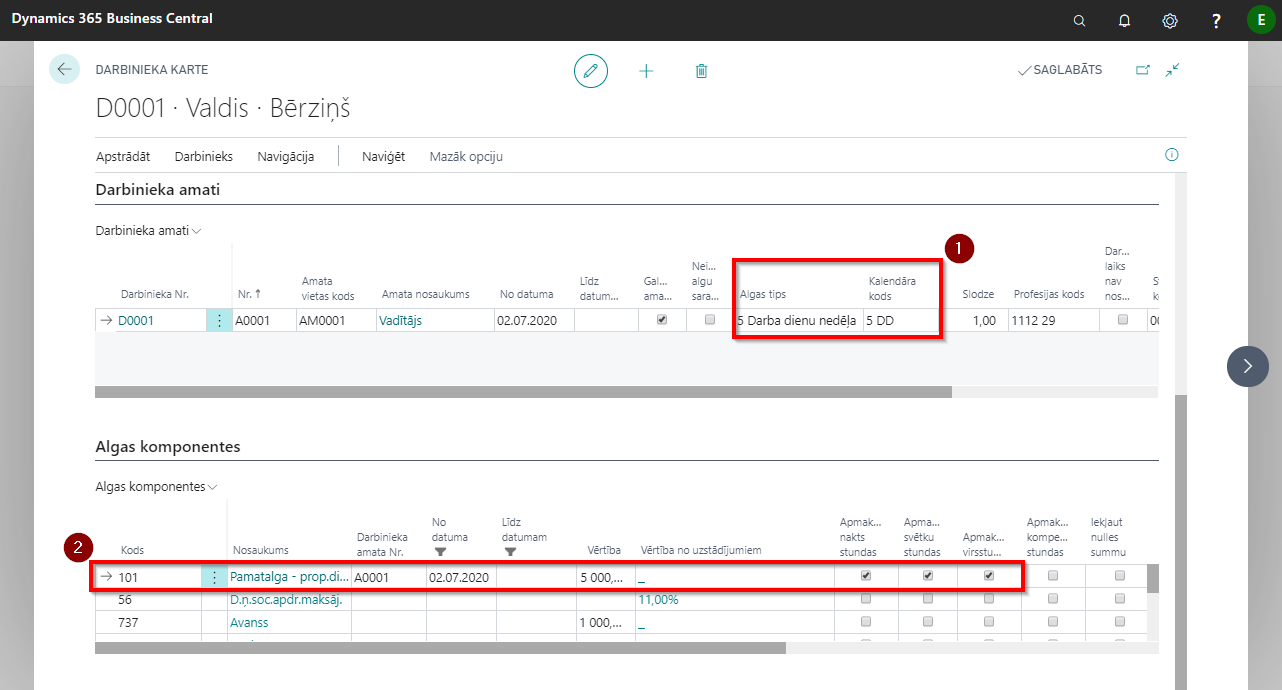 Dynamics 365 Business Central
?
E
DARBINIEKA KARTE
SAGLABĀTS
D0001 · Valdis · Bērziņš
Apstrādāt Darbinieks Navigācija Naviģēt Mazāk opciju
Darbinieka amati
Darbinieka amati
1
Darbinieka Nr. Nr. ↑ Amata vietas kods Amata nosaukums No datuma Līdz datum... Gal... ama... Nei... algu sara... Algas tips Kalendāra kods Slodze Profesijas kods Dar... laiks nav nos...
D0001 A0001 AM0001 Vadītājs 02.07.2020 5 Darba dienu nedēļa 5 DD 1,00 1112 29
Algas komponentes
Algas komponentes
2
Kods Nosaukums Darbinieka amata Nr. No datuma Līdz datumam Vērtība Vērtība no uzstādījumiem Apmak... nakts stundas Apma... svētku stundas Apmak... virsstu... Apmak... kompe... stundas Iekļaut nulles summu
101 Pamatalga - prop.di... A0001 02.07.2020 5 000,... _
56 D.ņ.soc.apdr.maksāj. 11,00%
737 Avanss 1 000,... _